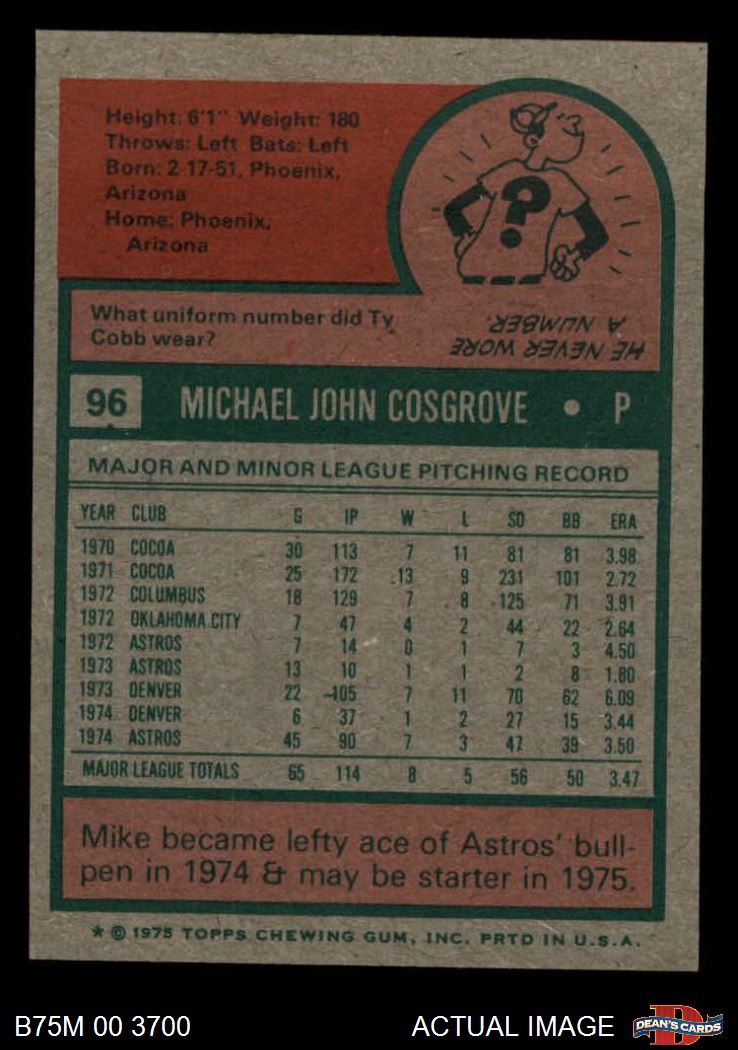 Height: 6'1" Weight: 180
Throws: Left Bats: Left
Born: 2-17-51, Phoenix,
Arizona
Home: Phoenix,
Arizona
?
What uniform number did Ty
Cobb wear?
HE NEVER WORE
A NUMBER.
96 MICHAEL JOHN COSGROVE • P
MAJOR AND MINOR LEAGUE PITCHING RECORD
YEAR CLUB G IP W L SO BB ERA
1970 COCOA 30 113 7 11 81 81 3.98
1971 COCOA 25 172 13 9 231 101 2.72
1972 COLUMBUS 18 129 7 8 125 71 3.91
1972 OKLAHOMA CITY 7 47 4 2 44 22 2.64
1972 ASTROS 7 14 0 1 7 3 4.50
1973 ASTROS 13 10 1 1 2 8 1.80
1973 DENVER 22 105 7 11 70 62 6.09
1974 DENVER 6 37 1 2 27 15 3.44
1974 ASTROS 45 90 7 3 47 39 3.50
MAJOR LEAGUE TOTALS 65 114 8 5 56 50 3.47
Mike became lefty ace of Astros' bull-
pen in 1974 & may be starter in 1975.
* © 1975 TOPPS CHEWING GUM, INC. PRTD IN U.S.A.
B75M 00 3700 ACTUAL IMAGE D DEAN'S CARDS